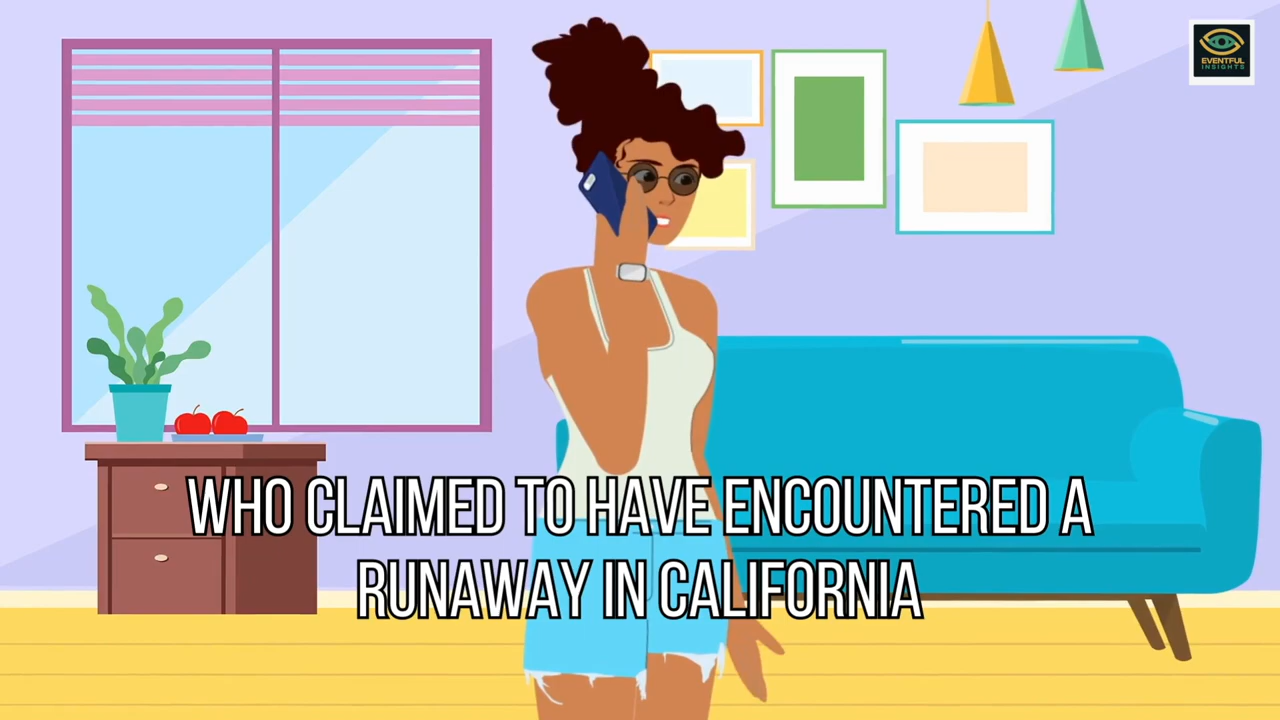 EVENTFUL
INSIGHTS
WHO CLAIMED TO HAVE ENCOUNTERED A
RUNAWAY IN CALIFORNIA